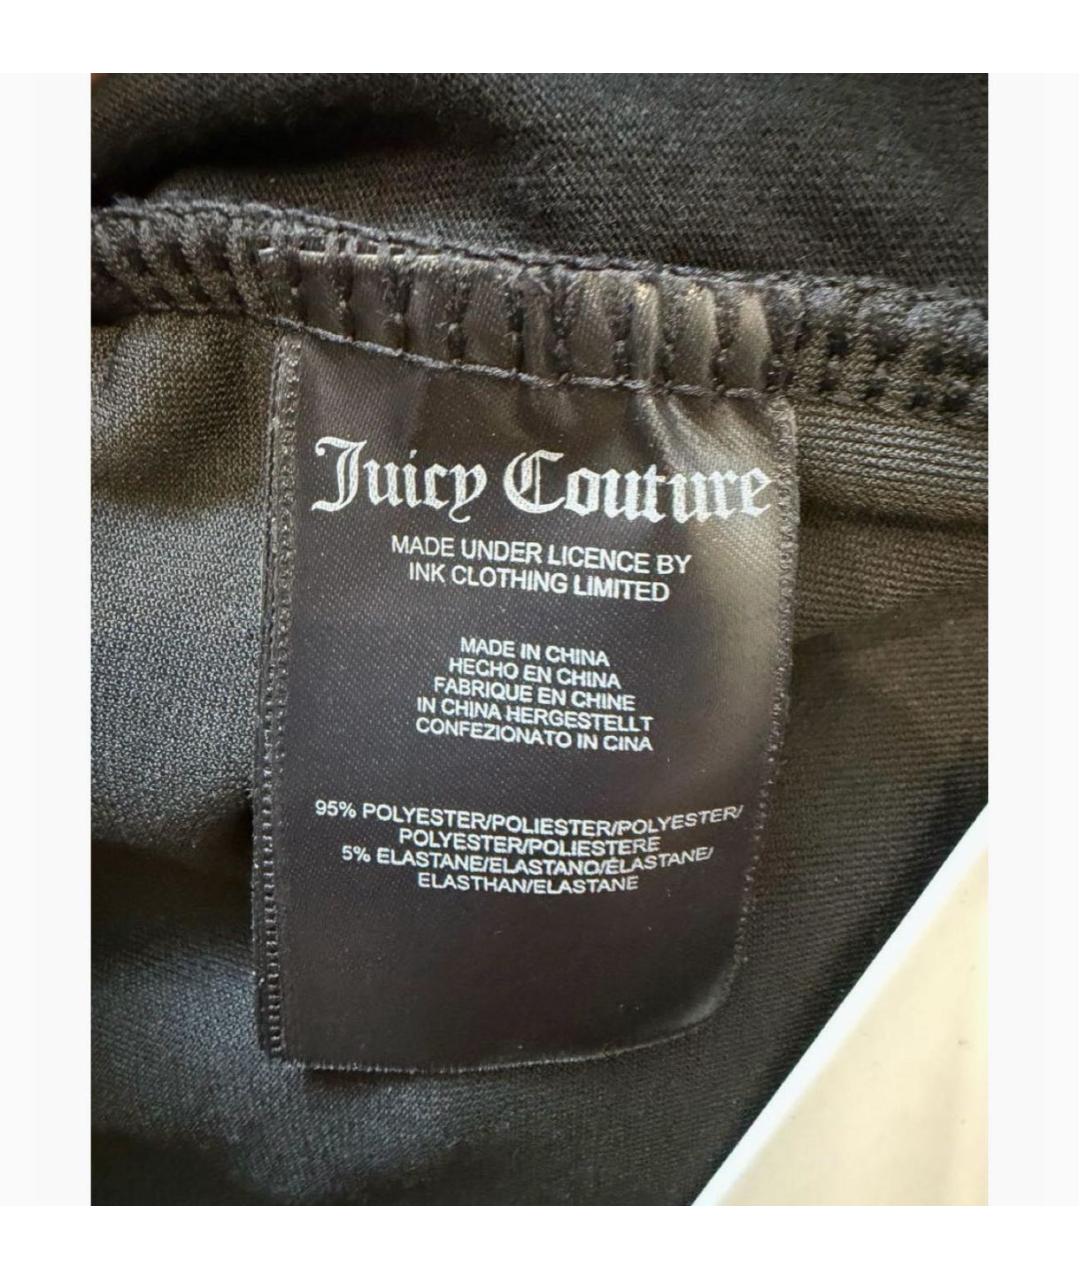 Juicy Couture
MADE UNDER LICENCE BY
INK CLOTHING LIMITED
MADE IN CHINA
HECHO EN CHINA
FABRIQUE EN CHINE
IN CHINA HERGESTELLT
CONFEZIONATO IN CINA
95% POLYESTER/POLIESTER/POLYESTER/
POLYESTER/POLIESTERE
5% ELASTANE/ELASTANO/ÉLASTANE/
ELASTHAN/ELASTANE